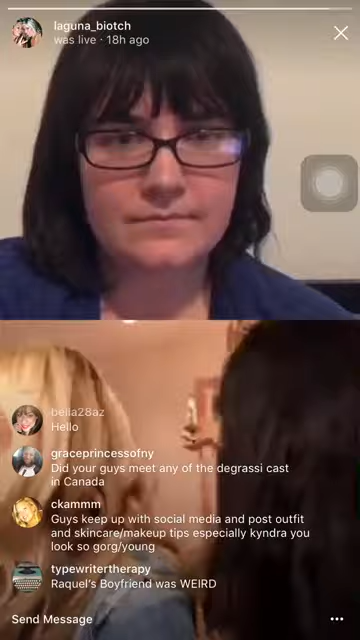 laguna_biotch
was live · 18h ago
bella28az
Hello
graceprincessofny
Did your guys meet any of the degrassi cast
in Canada
ckammm
Guys keep up with social media and post outfit
and skincare/makeup tips especially kyndra you
look so gorg/young
typewritertherapy
Raquel's Boyfriend was WEIRD
Send Message